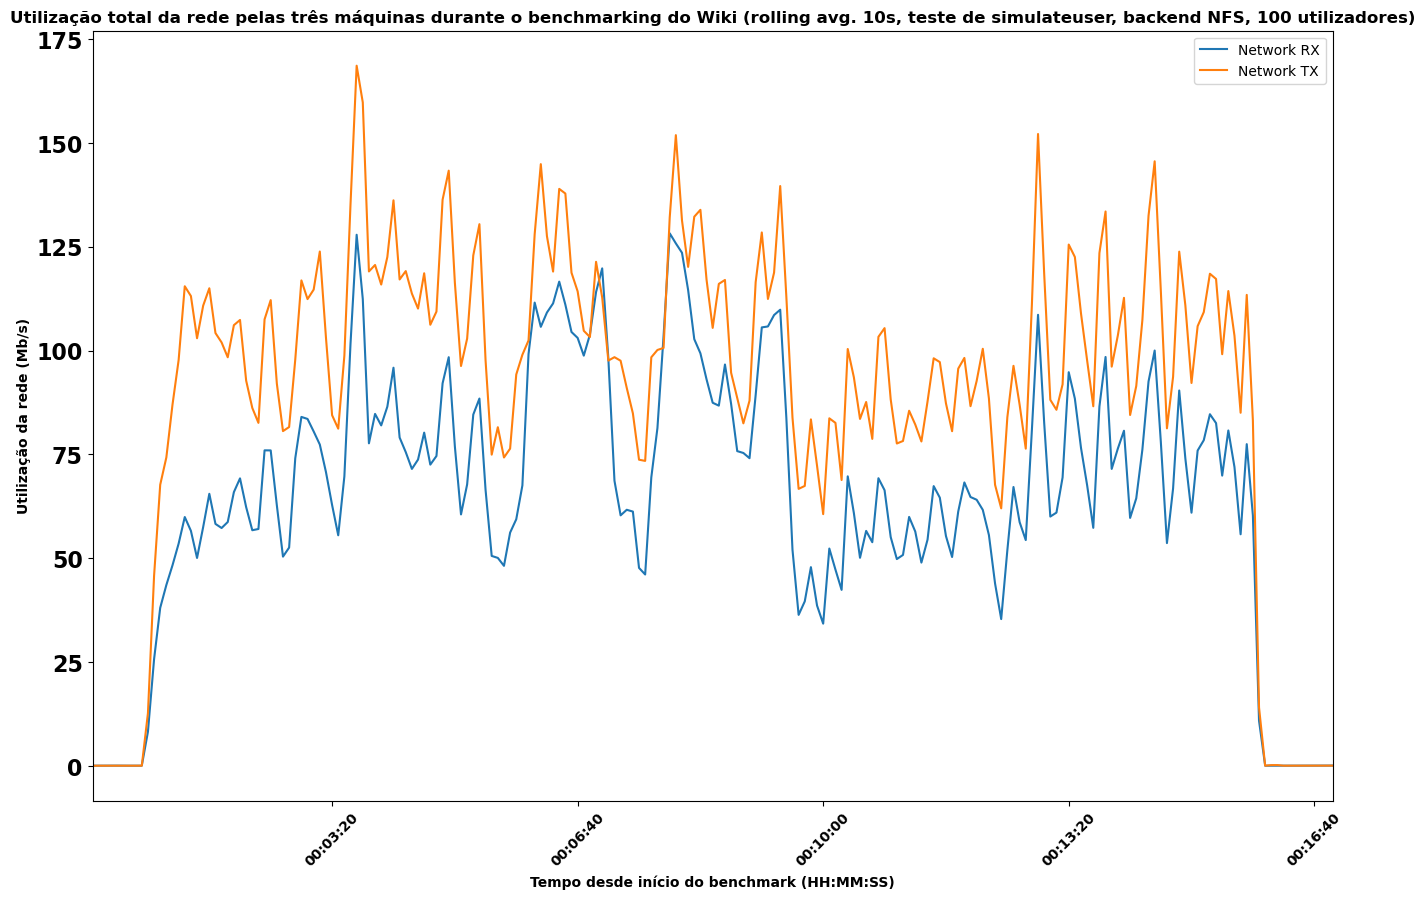 Utilização total da rede pelas três máquinas durante o benchmarking do Wiki (rolling avg. 10s, teste de simulateuser, backend NFS, 100 utilizadores)
Network RX
Network TX
175
150
125
100
75
50
25
0
Utilização da rede (Mb/s)
00:03:20
00:06:40
00:10:00
00:13:20
00:16:40
Tempo desde início do benchmark (HH:MM:SS)